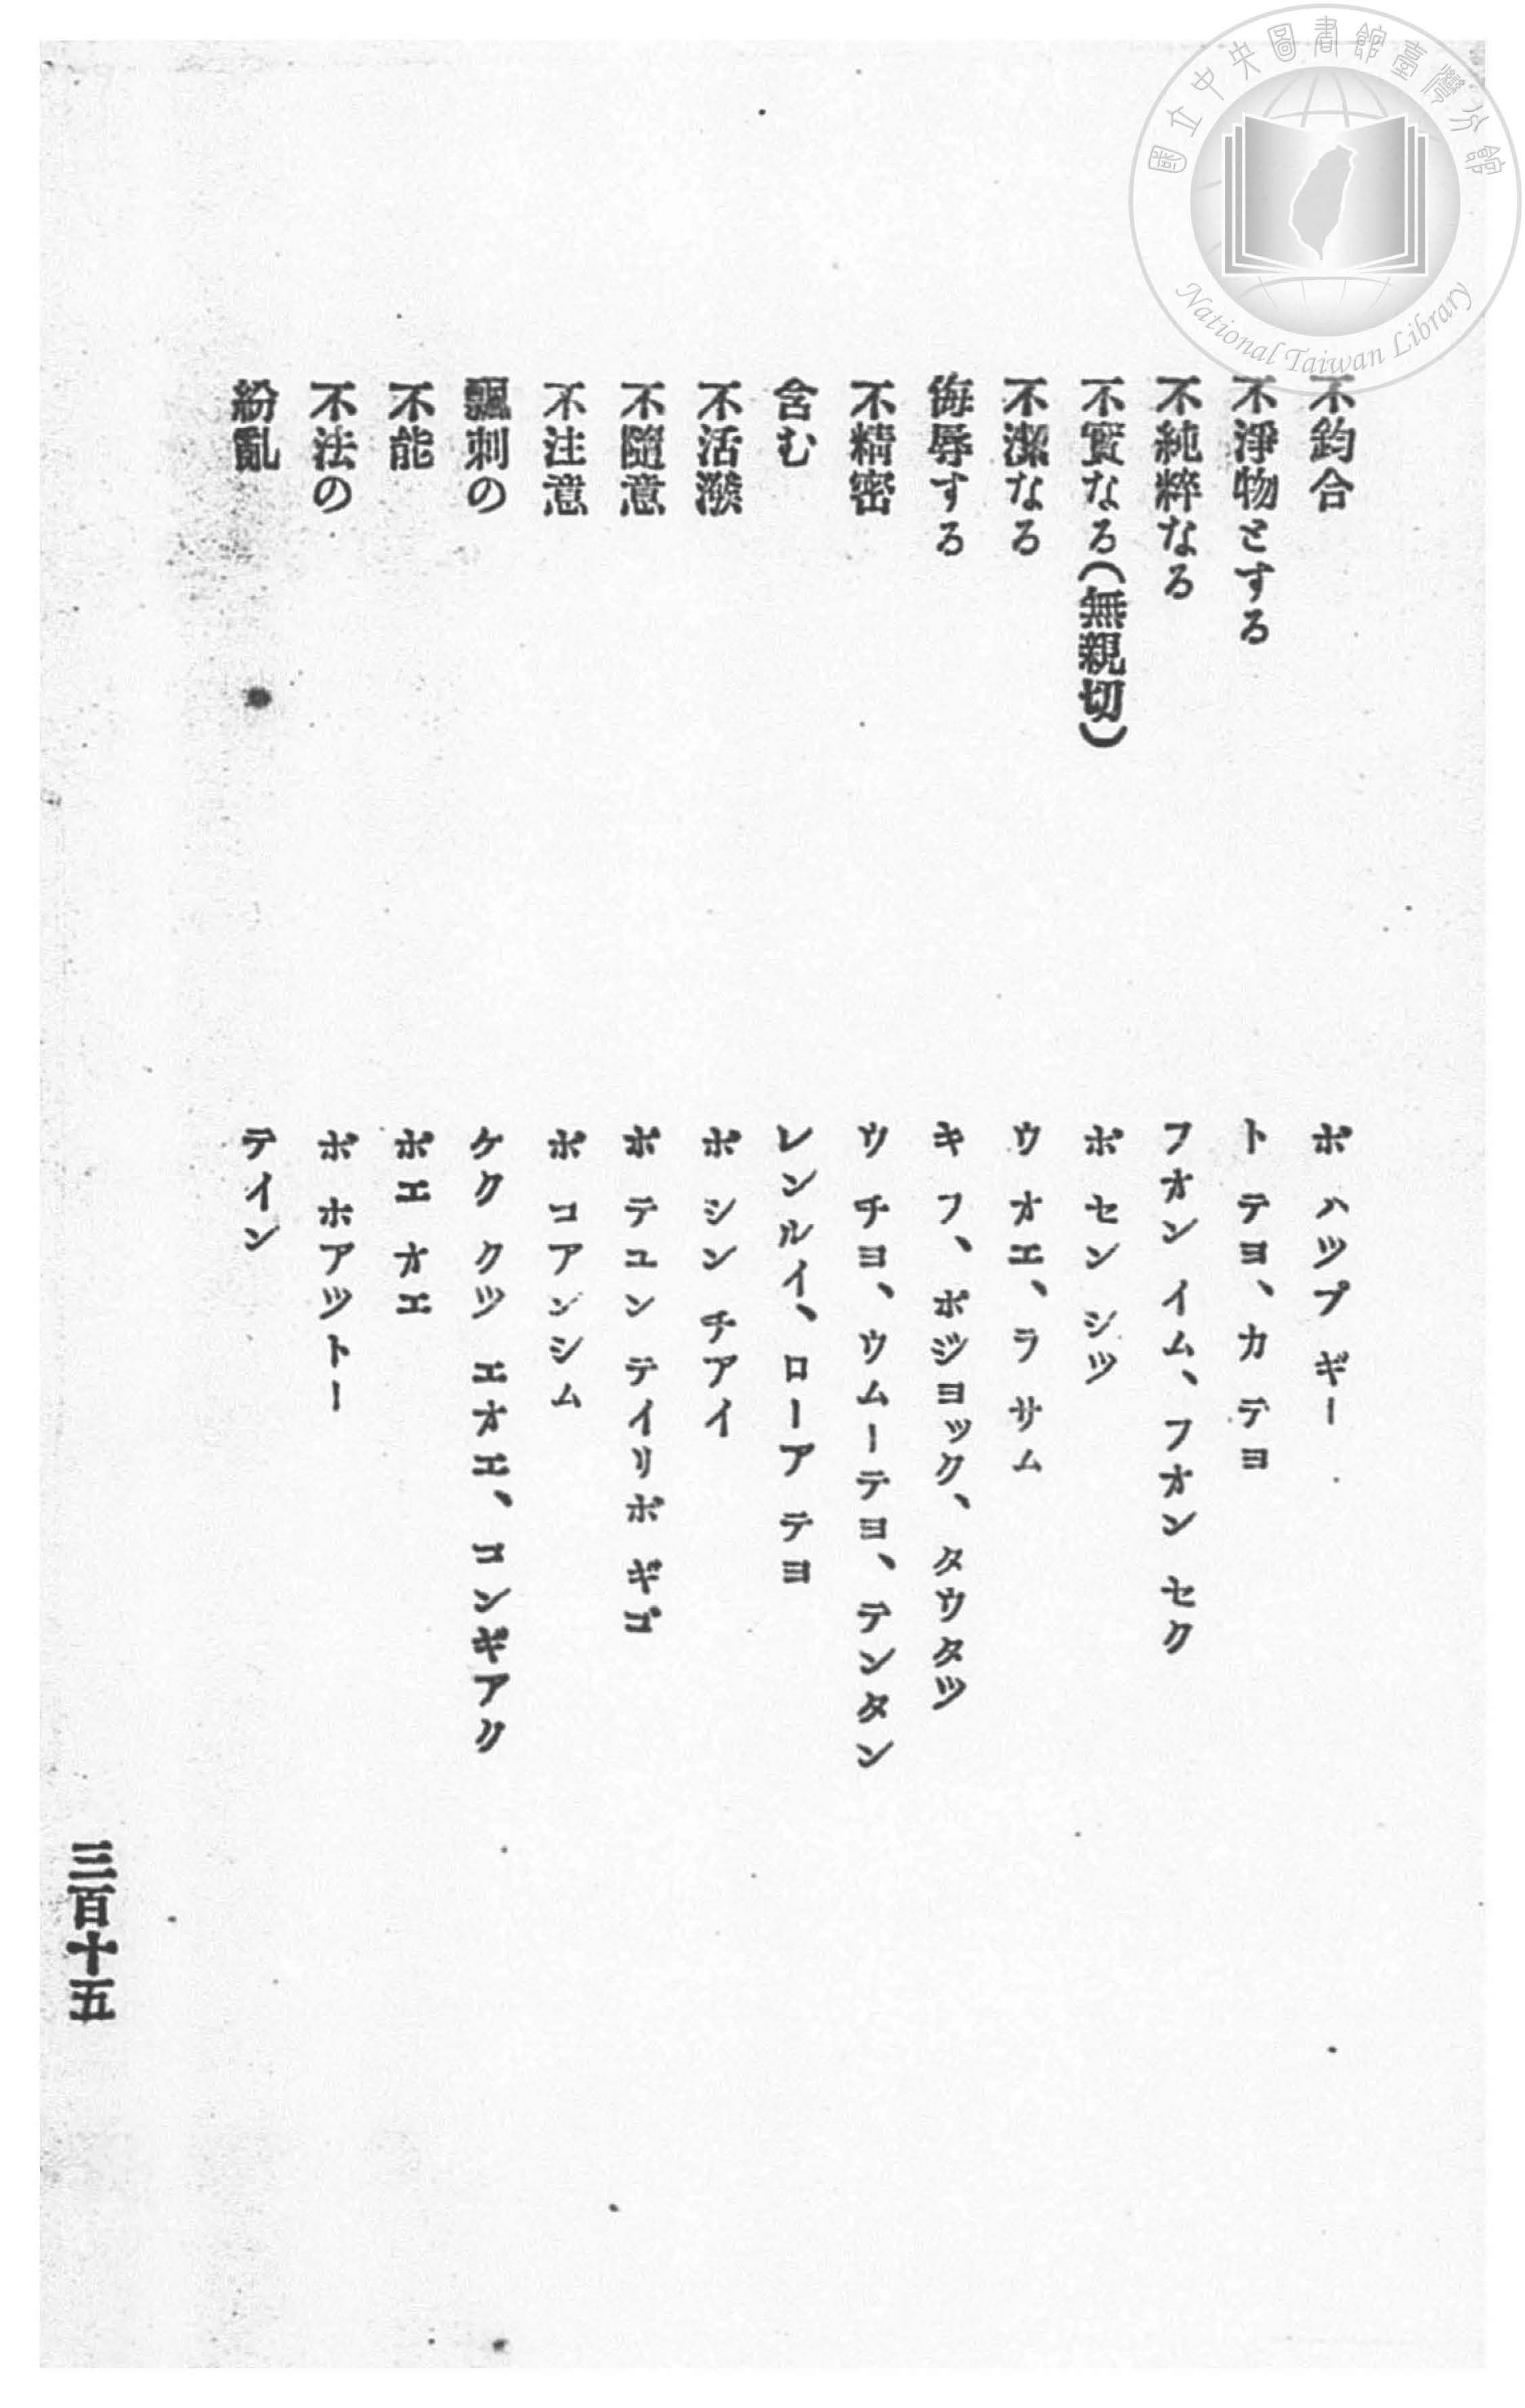 國立中央圖書館臺灣分館
National Taiwan Library
不鈞合 ポ ハツプ ギー
不淨物とする ト テヨ、カ デヨ
不純粹なる フオン イム、フオン セク
不實なる(無親切) ポ セン シツ
不潔なる ウ オエ、ラ サム
侮辱する キ フ、ポジヨック、タウタツ
不精密 ウ チヨ、ウムーテヨ、テンタン
含む レンルイ、ローア テヨ
不活潑 ポ シン チアイ
不隨意 ポ テユン テイリポ ギゴ
不注意 ポ コアンシム
諷刺の ケク クツ エオエ、コンギアク
不能 ポエ オエ
不法の ポ ホアツトー
紛亂 テイン
三百十五